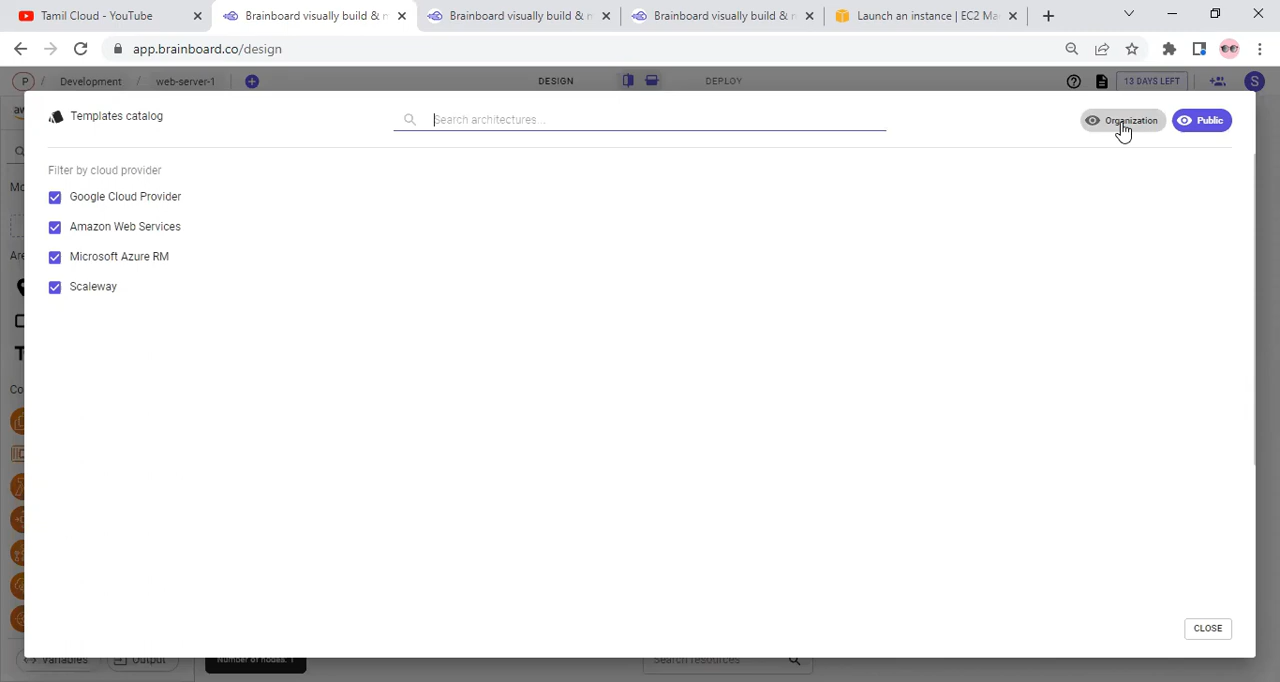 Tamil Cloud - YouTube
Brainboard visually build & m
Brainboard visually build & m
Brainboard visually build &
Launch an instance | EC2 Ma
app.brainboard.co/design
P / Development / web-server-1
DESIGN
DEPLOY
13 DAYS LEFT
S
Templates catalog
Search architectures ...
Organization
Public
Filter by cloud provider
Google Cloud Provider
Amazon Web Services
Microsoft Azure RM
Scaleway
CLOSE
Variables
Output
Number of nodes: 1
Search resources